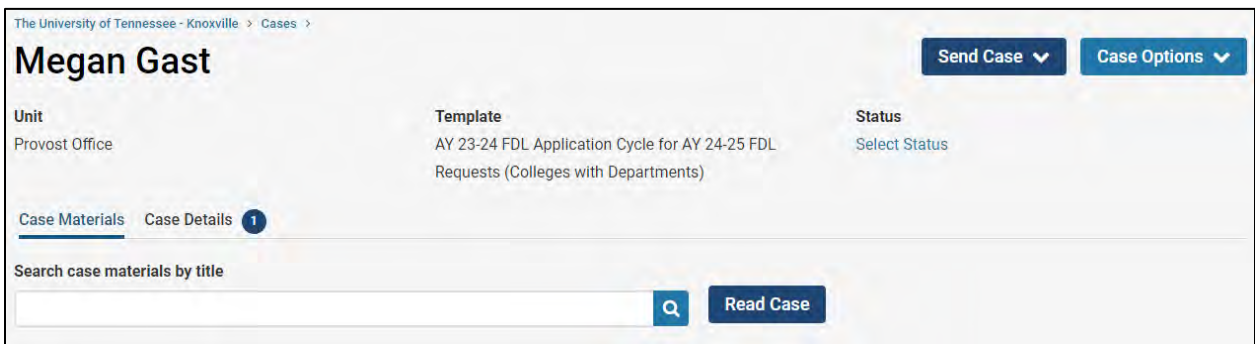 The University of Tennessee - Knoxville > Cases >
Megan Gast
Send Case
Case Options
Unit
Provost Office
Template
AY 23-24 FDL Application Cycle for AY 24-25 FDL
Requests (Colleges with Departments)
Status
Select Status
Case Materials
Case Details 1
Search case materials by title
Read Case